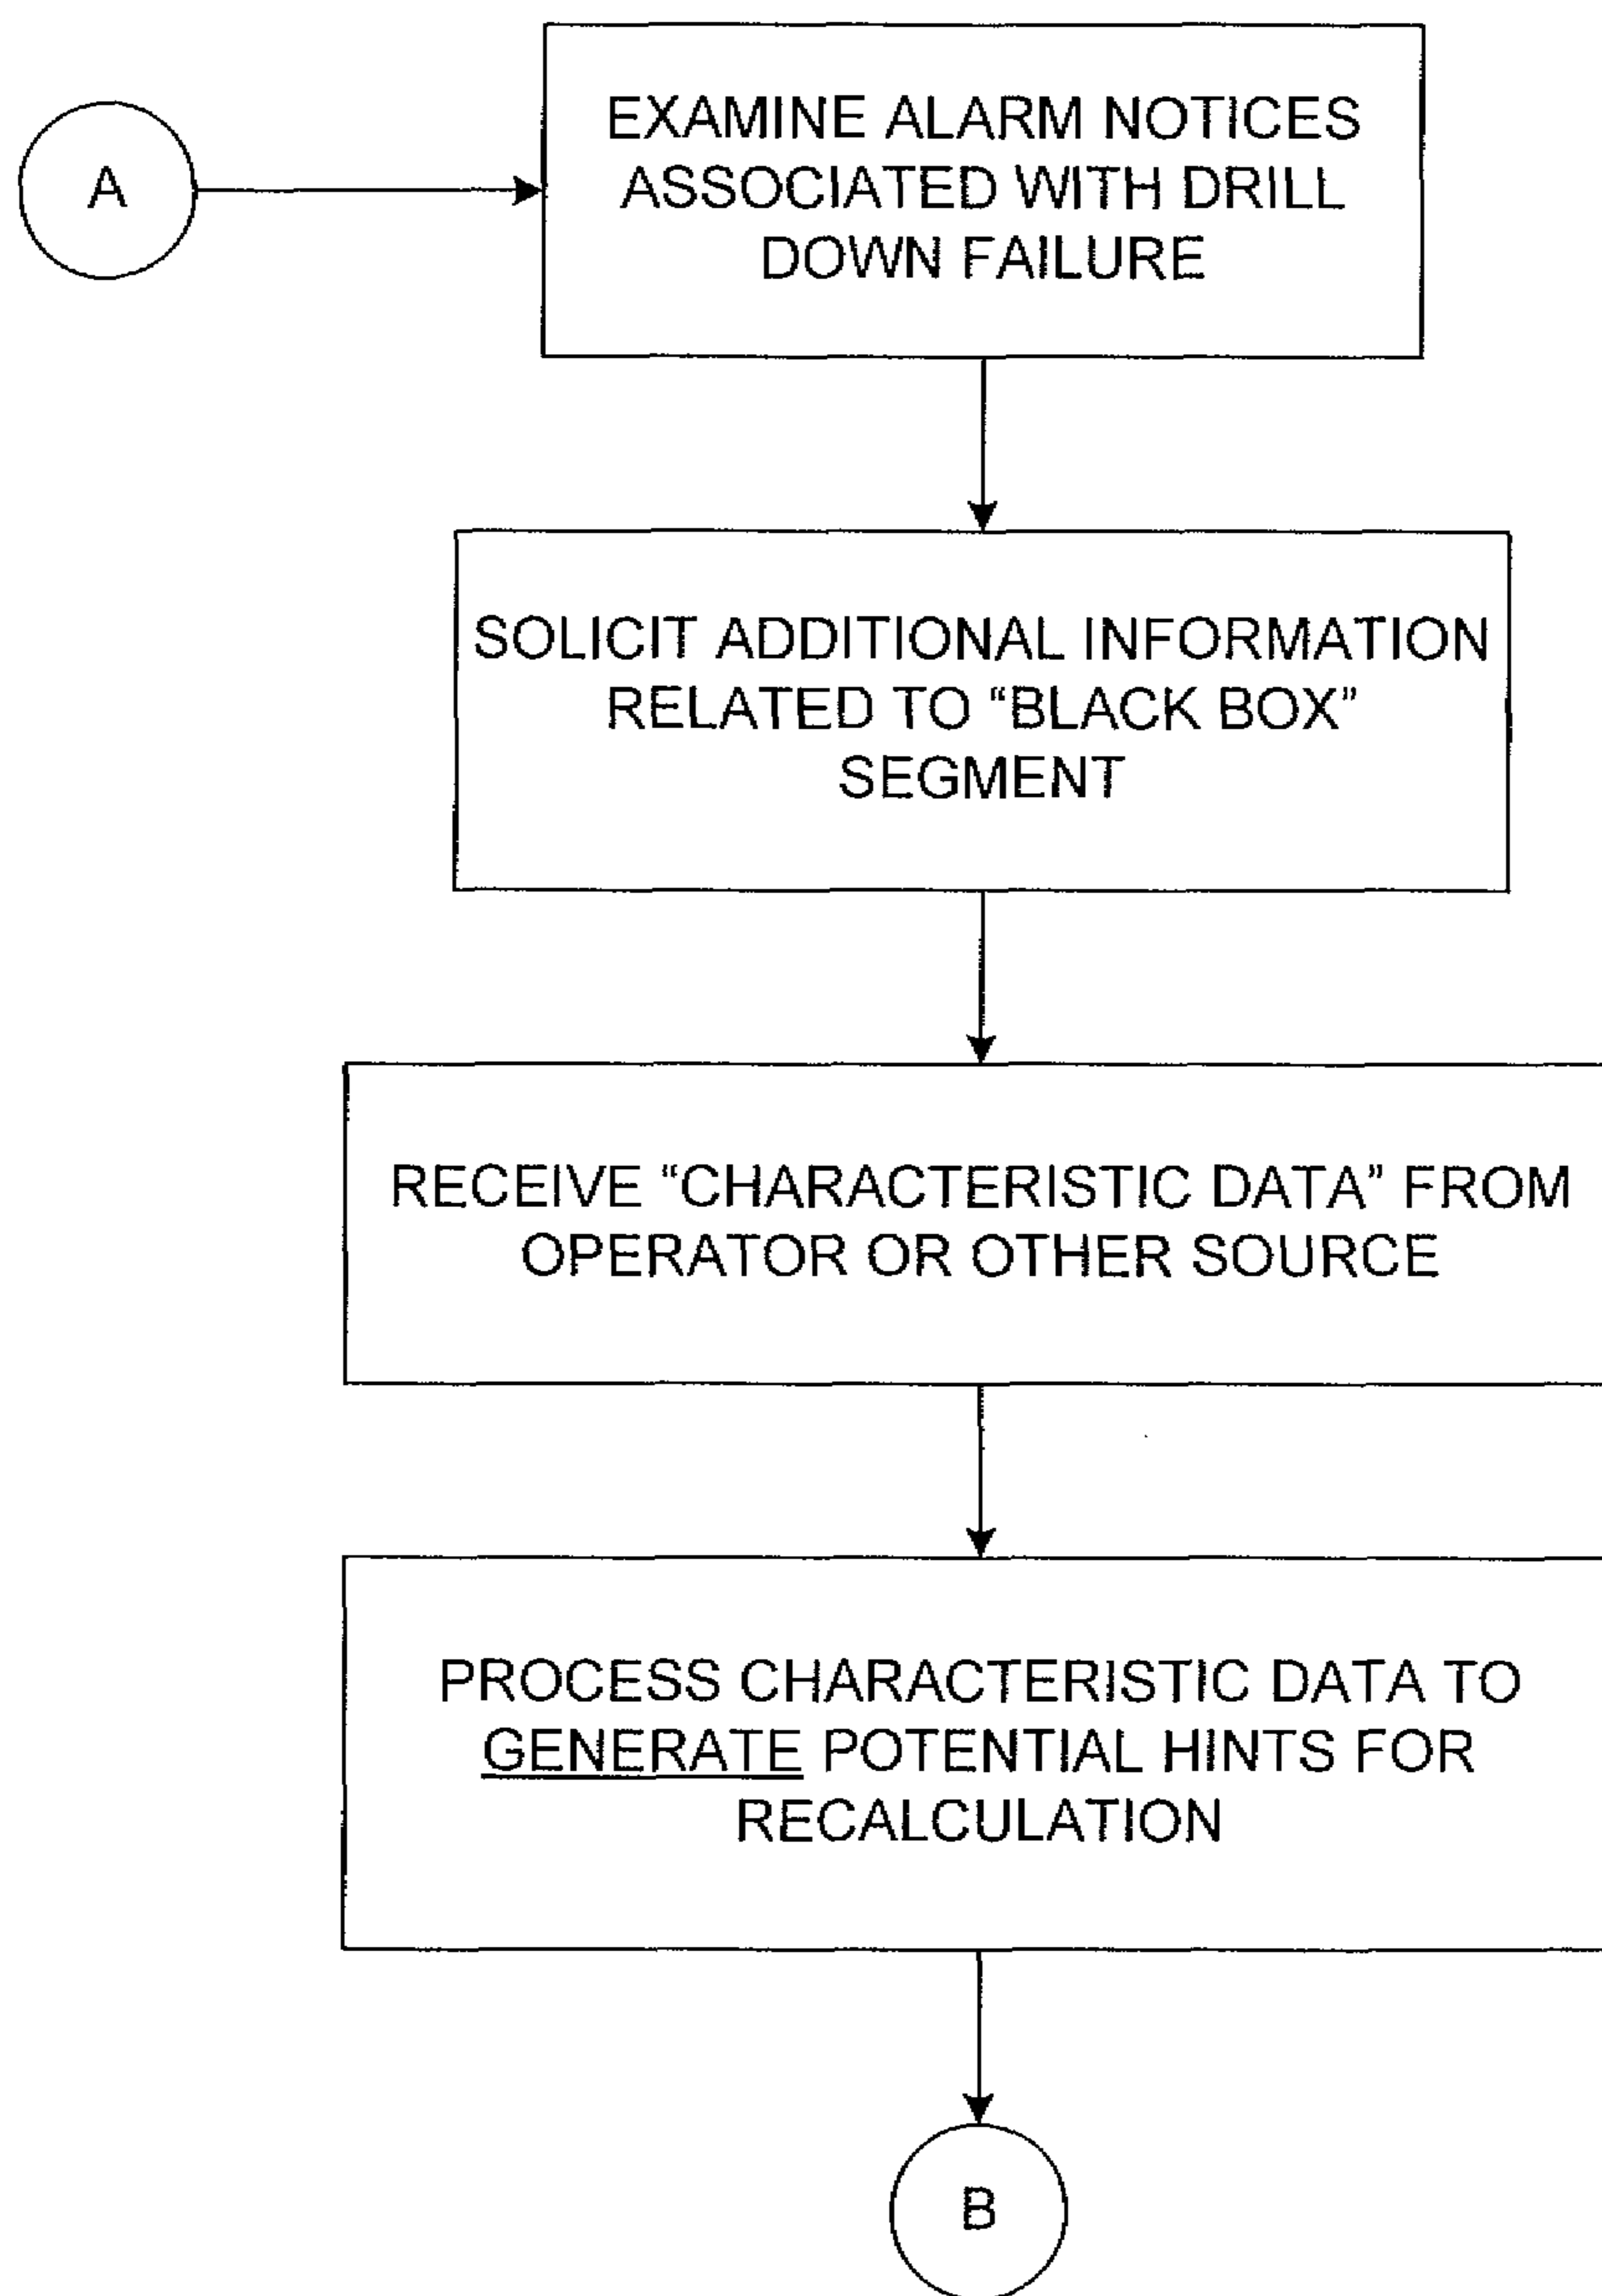 A
EXAMINE ALARM NOTICES
ASSOCIATED WITH DRILL
DOWN FAILURE
SOLICIT ADDITIONAL INFORMATION
RELATED TO “BLACK BOX”
SEGMENT
RECEIVE “CHARACTERISTIC DATA” FROM
OPERATOR OR OTHER SOURCE
PROCESS CHARACTERISTIC DATA TO
GENERATE POTENTIAL HINTS FOR
RECALCULATION
B